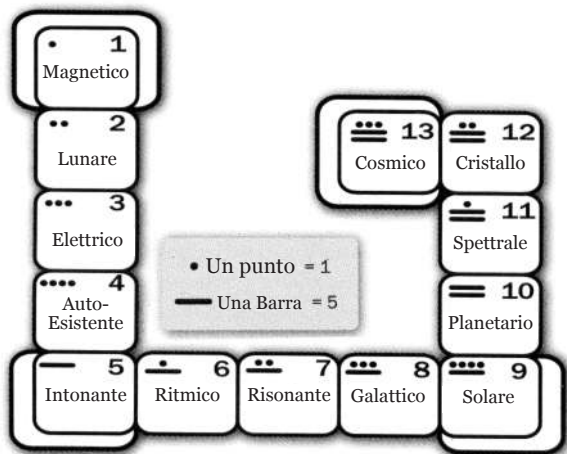 1
Magnetico
2
Lunare
3
Elettrico
4
Auto-
Esistente
5
Intonante
6
Ritmico
7
Risonante
8
Galattico
9
Solare
10
Planetario
11
Spettrale
12
Cristallo
13
Cosmico
• Un punto = 1
— Una Barra = 5